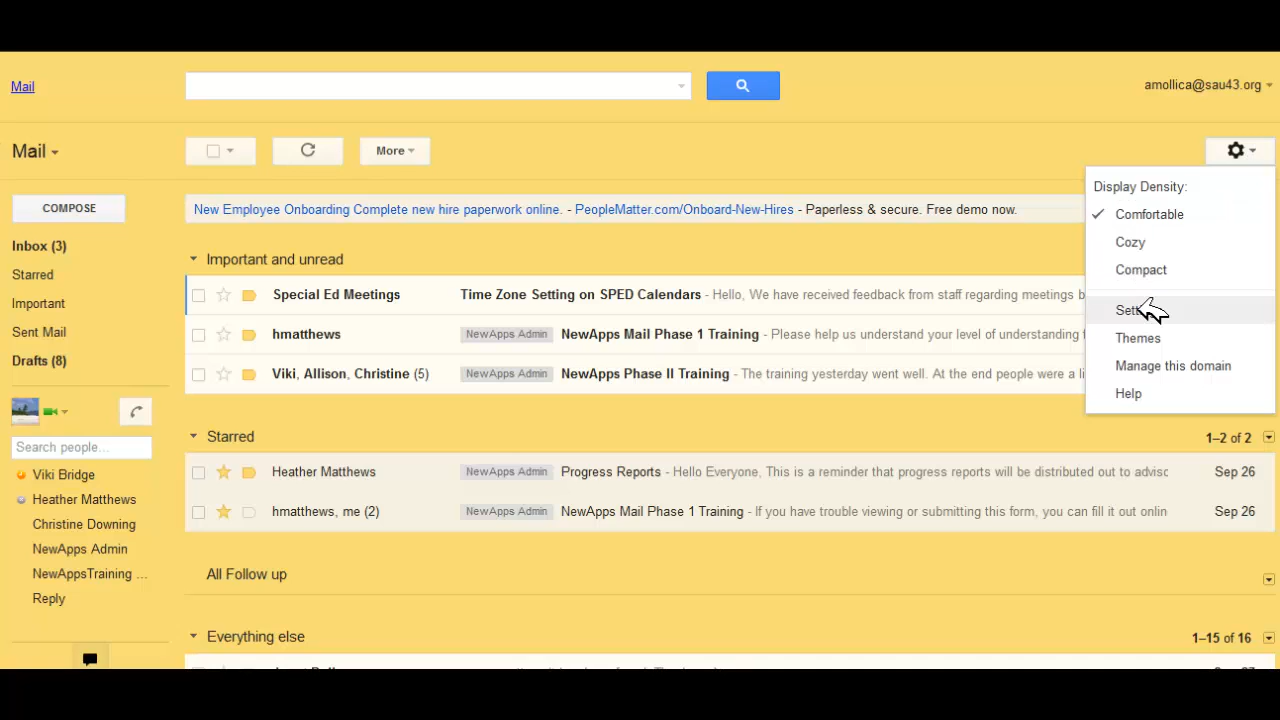 Mail
amollica@sau43.org
Mail
More
Display Density:
Comfortable
Cozy
Compact
Themes
Manage this domain
Help
COMPOSE
Inbox (3)
Starred
Important
Sent Mail
Drafts (8)
Search people...
Viki Bridge
Heather Matthews
Christine Downing
NewApps Admin
NewAppsTraining ...
Reply
New Employee Onboarding Complete new hire paperwork online. - PeopleMatter.com/Onboard-New-Hires - Paperless & secure. Free demo now.
Important and unread
Special Ed Meetings Time Zone Setting on SPED Calendars - Hello, We have received feedback from staff regarding meetings
hmatthews NewApps Admin NewApps Mail Phase 1 Training - Please help us understand your level of understanding
Viki, Allison, Christine (5) NewApps Admin NewApps Phase II Training - The training yesterday went well. At the end people were a
Starred 1–2 of 2
Heather Matthews NewApps Admin Progress Reports - Hello Everyone, This is a reminder that progress reports will be distributed out to Sep 26
hmatthews, me (2) NewApps Admin NewApps Mail Phase 1 Training - If you have trouble viewing or submitting this form, you can fill it out Sep 26
All Follow up
Everything else 1–15 of 16